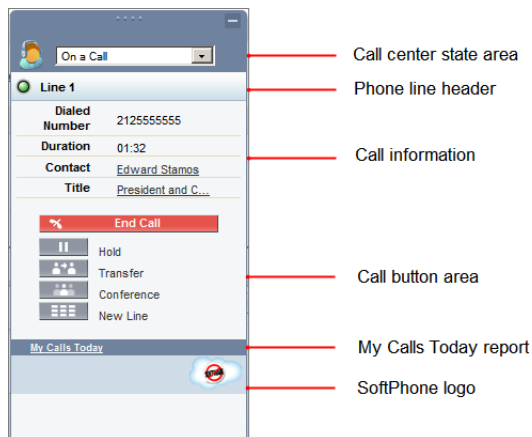 On a Call
Call center state area
Line 1
Phone line header
Dialed Number 2125555555
Duration 01:32
Call information
Contact Edward Stamos
Title President and C...
End Call
Hold
Transfer
Call button area
Conference
New Line
My Calls Today
My Calls Today report
SoftPhone logo